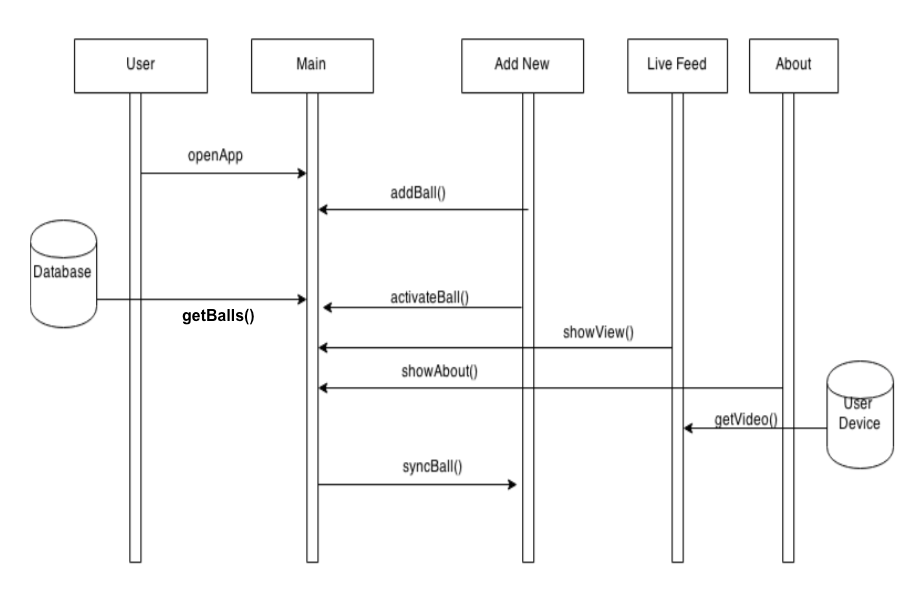 User
Main
Add New
Live Feed
About
openApp
addBall()
Database
activateBall()
getBalls()
showView()
showAbout()
User
Device
getVideo()
syncBall()